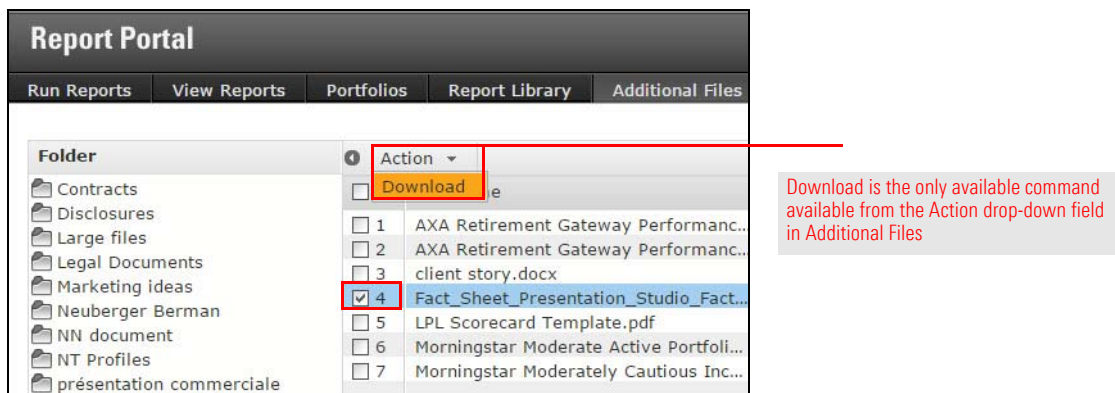 Report Portal
Run Reports View Reports Portfolios Report Library Additional Files
Folder
Contracts
Disclosures
Large files
Legal Documents
Marketing ideas
Neuberger Berman
NN document
NT Profiles
présentation commerciale
Action
Download
e
1 AXA Retirement Gateway Performanc...
2 AXA Retirement Gateway Performanc...
3 client story.docx
4 Fact_Sheet_Presentation_Studio_Fact...
5 LPL Scorecard Template.pdf
6 Morningstar Moderate Active Portfoli...
7 Morningstar Moderately Cautious Inc...
Download is the only available command
available from the Action drop-down field
in Additional Files